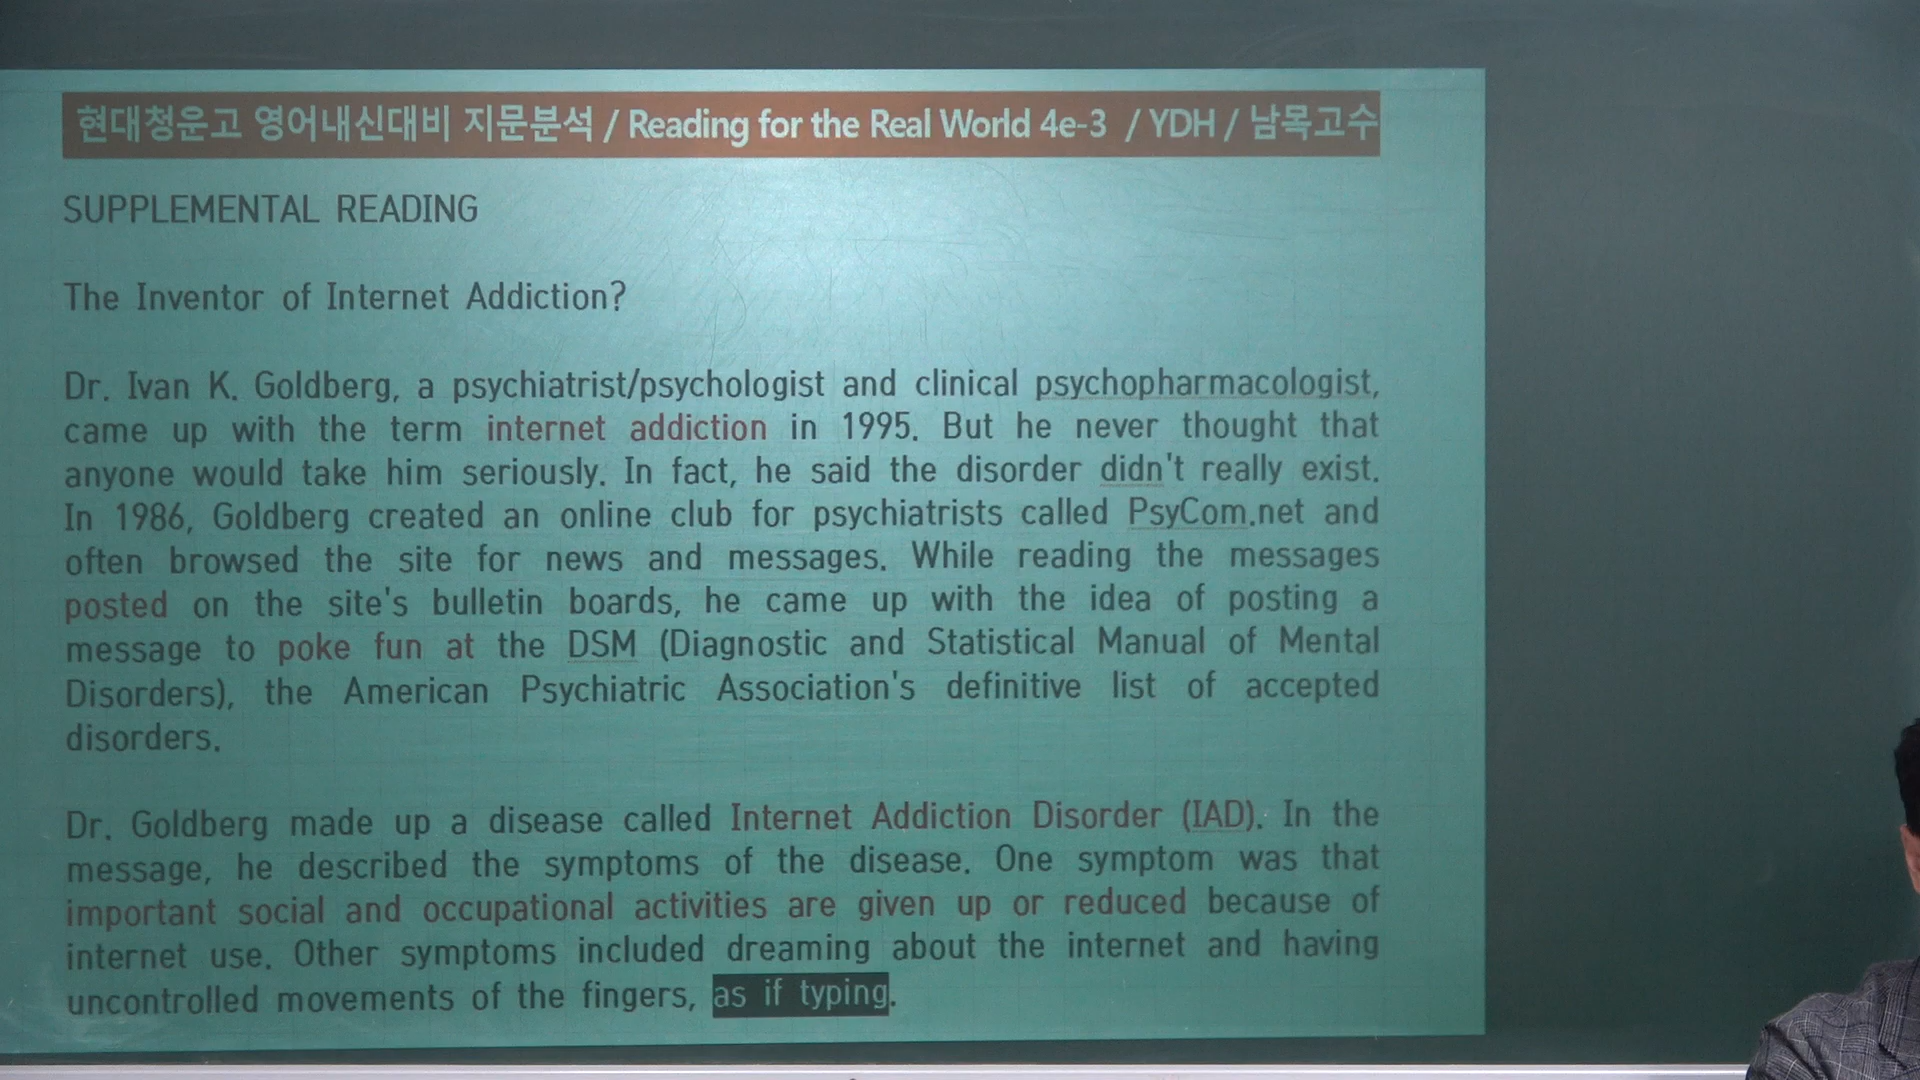 현대청운고 영어내신대비 지문분석 / Reading for the Real World 4e-3 / YDH / 남목고수
SUPPLEMENTAL READING
The Inventor of Internet Addiction?
Dr. Ivan K. Goldberg, a psychiatrist/psychologist and clinical psychopharmacologist,
came up with the term internet addiction in 1995. But he never thought that
anyone would take him seriously. In fact, he said the disorder didn't really exist.
In 1986, Goldberg created an online club for psychiatrists called PsyCom.net and
often browsed the site for news and messages. While reading the messages
posted on the site's bulletin boards, he came up with the idea of posting a
message to poke fun at the DSM (Diagnostic and Statistical Manual of Mental
Disorders), the American Psychiatric Association's definitive list of accepted
disorders.
Dr. Goldberg made up a disease called Internet Addiction Disorder (IAD). In the
message, he described the symptoms of the disease. One symptom was that
important social and occupational activities are given up or reduced because of
internet use. Other symptoms included dreaming about the internet and having
uncontrolled movements of the fingers, as if typing.